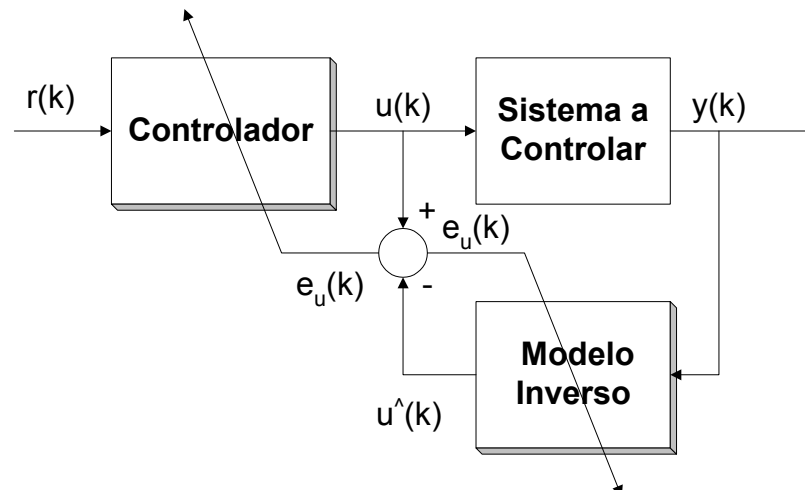 r(k)
Controlador
u(k)
Sistema a
Controlar
y(k)
+
e_u(k)
e_u(k)
-
Modelo
Inverso
u^(k)